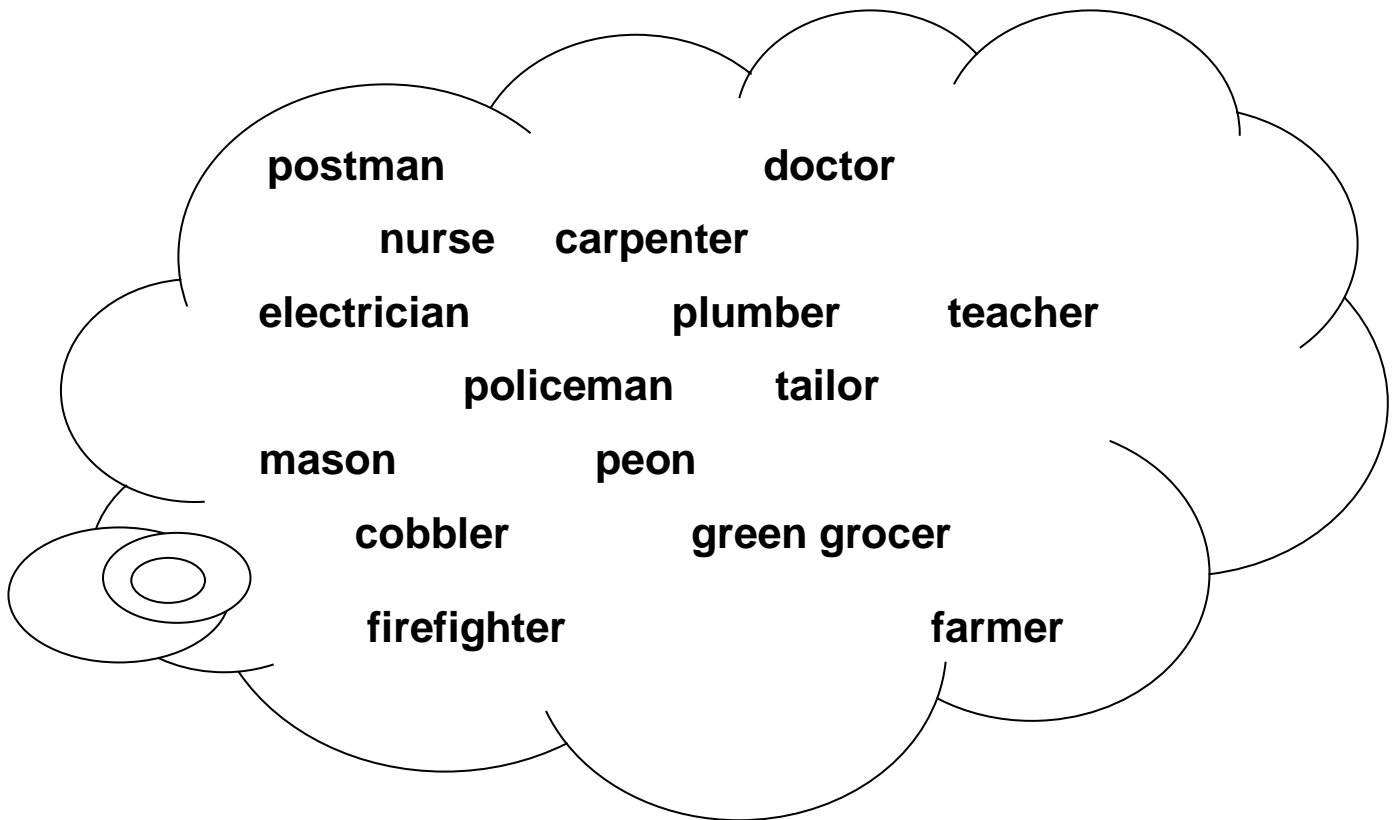 postman doctor
nurse carpenter
electrician plumber teacher
policeman tailor
mason peon
cobbler green grocer
firefighter farmer